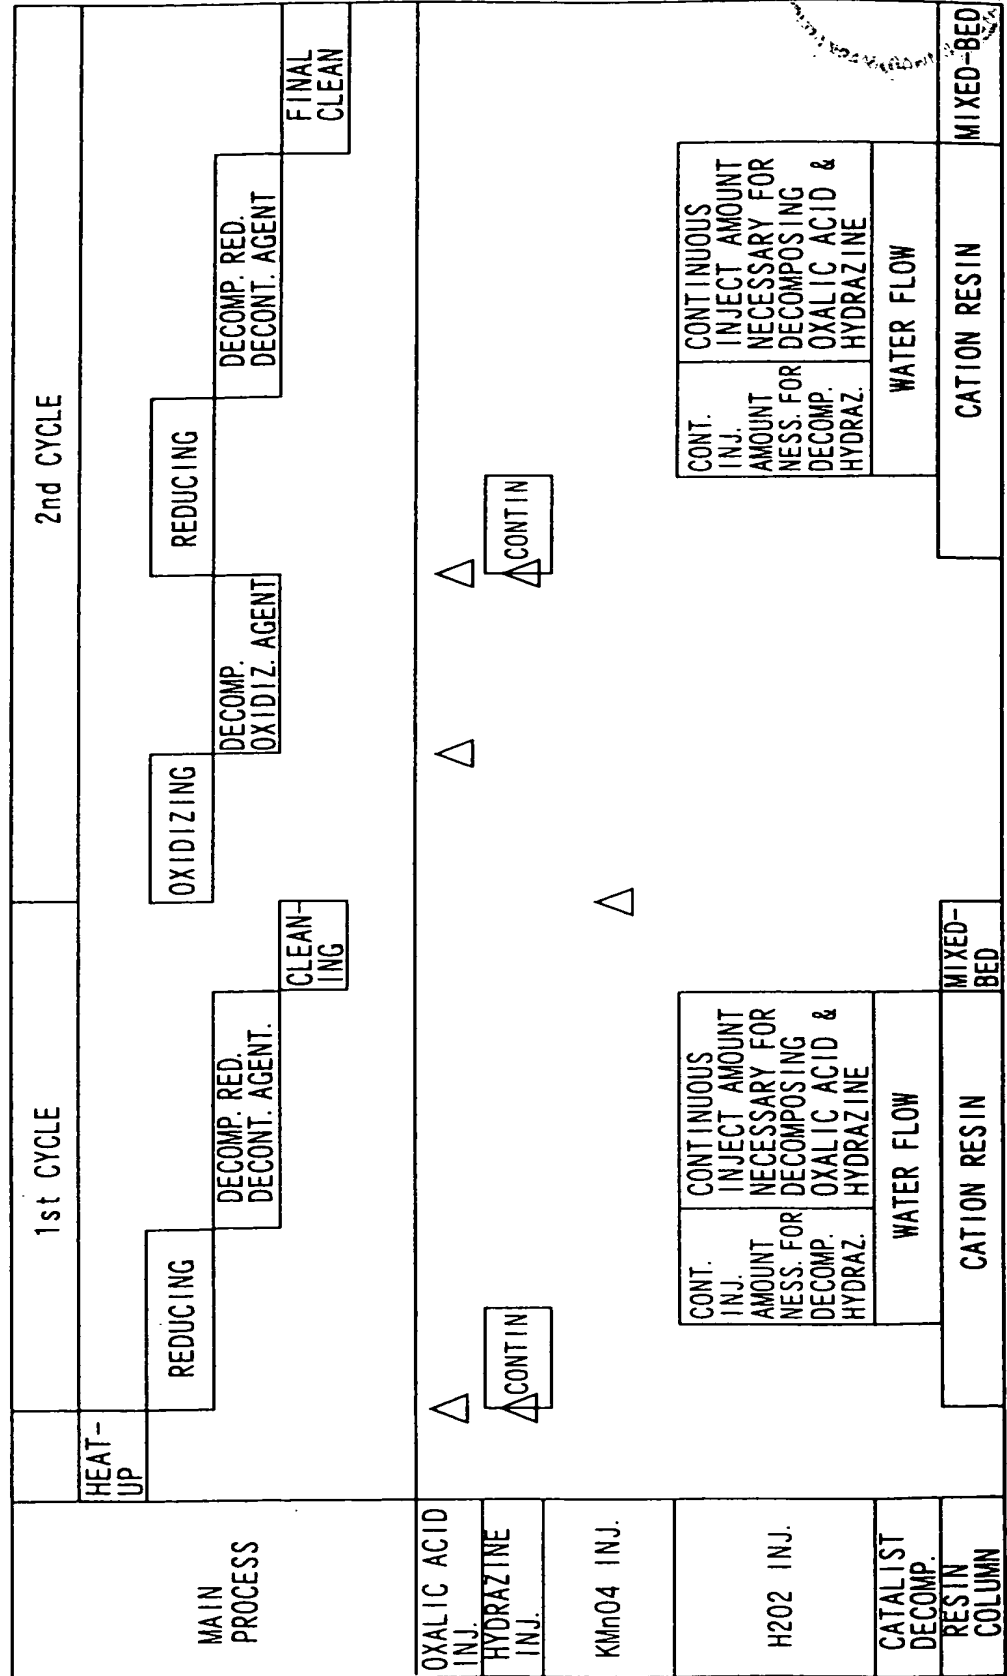 1st CYCLE
2nd CYCLE
MAIN
PROCESS
HEAT-
UP
REDUCING
DECOMP. RED.
DECONT. AGENT.
CLEAN-
ING
OXIDIZING
DECOMP.
OXIDIZ. AGENT
REDUCING
DECOMP. RED.
DECONT. AGENT
FINAL
CLEAN
OXALIC ACID
INJ.
HYDRAZINE
INJ.
CONTIN
CONTIN
KMnO4 INJ.
H2O2 INJ.
CONT.
INJ.
AMOUNT
NESS. FOR
DECOMP.
HYDRAZ.
CONTINUOUS
INJECT AMOUNT
NECESSARY FOR
DECOMPOSING
OXALIC ACID &
HYDRAZINE
CONT.
INJ.
AMOUNT
NESS. FOR
DECOMP.
HYDRAZ.
CONTINUOUS
INJECT AMOUNT
NECESSARY FOR
DECOMPOSING
OXALIC ACID &
HYDRAZINE
CATALIST
DECOMP.
WATER FLOW
WATER FLOW
RESIN
COLUMN
CATION RESIN
MIXED-
BED
CATION RESIN
MIXED-BED